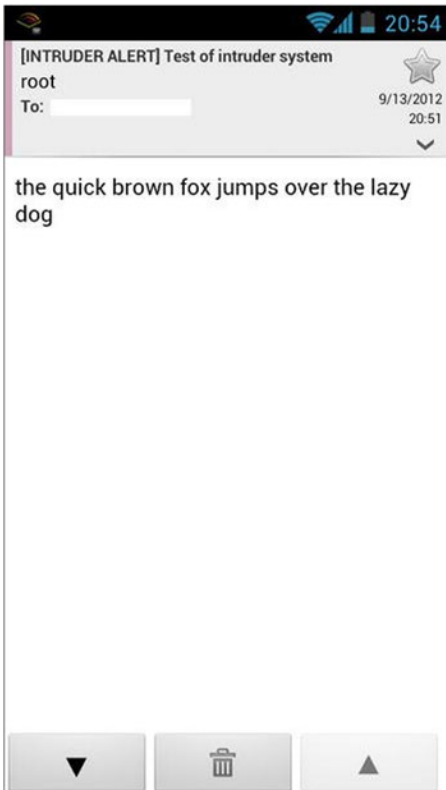 20:54
[INTRUDER ALERT] Test of intruder system
root
To:
9/13/2012
20:51
the quick brown fox jumps over the lazy
dog